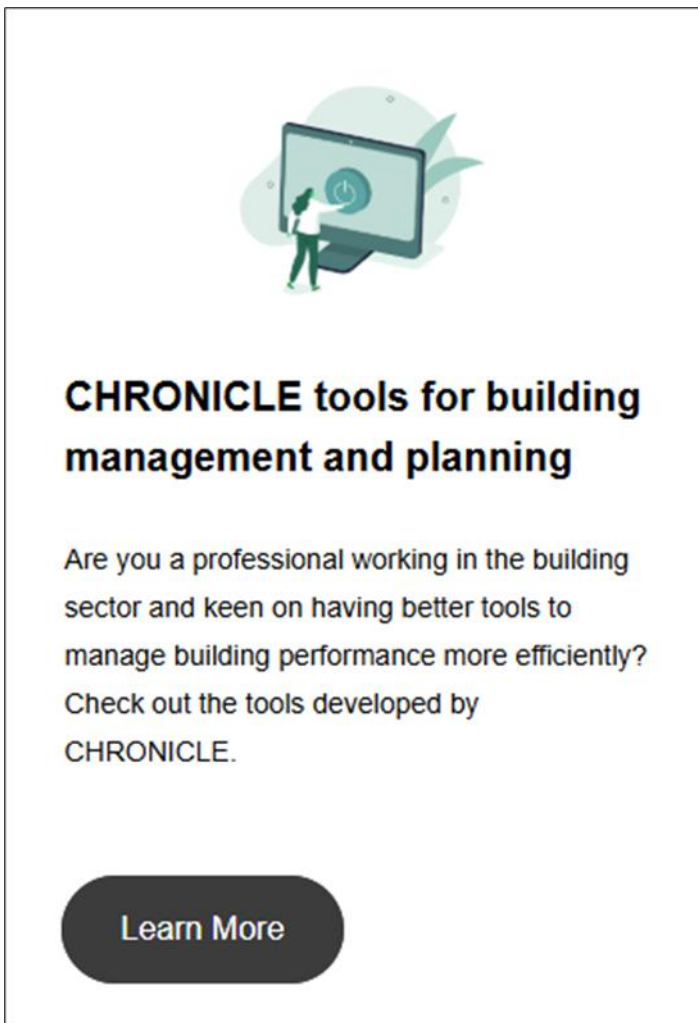 CHRONICLE tools for building
management and planning
Are you a professional working in the building
sector and keen on having better tools to
manage building performance more efficiently?
Check out the tools developed by
CHRONICLE.
Learn More